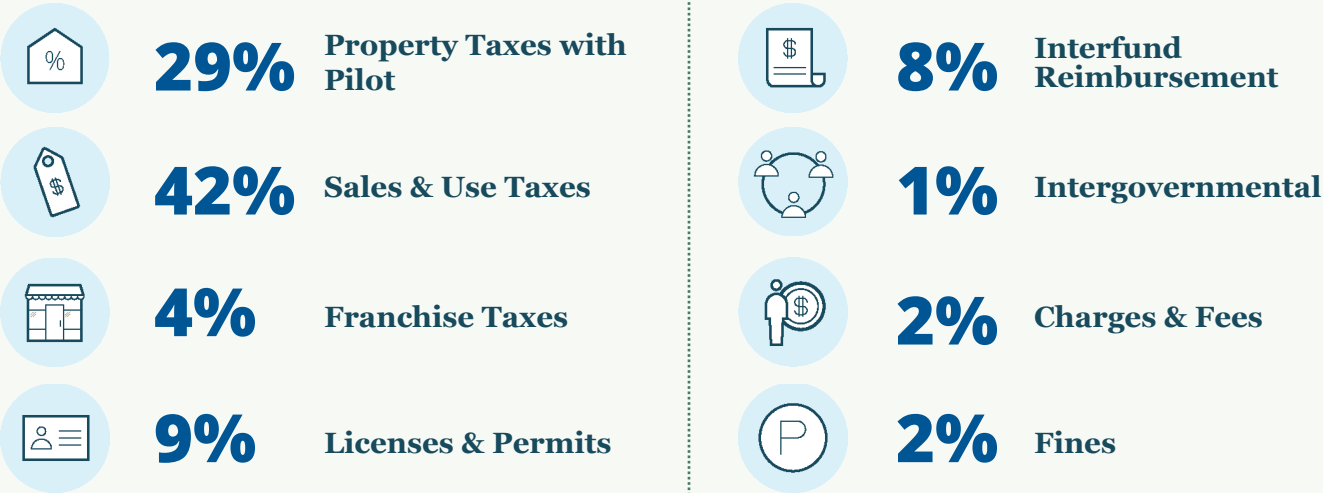 29%
Property Taxes with
Pilot
42%
Sales & Use Taxes
4%
Franchise Taxes
9%
Licenses & Permits
8%
Interfund
Reimbursement
1%
Intergovernmental
2%
Charges & Fees
2%
Fines
%
$
$
$
P